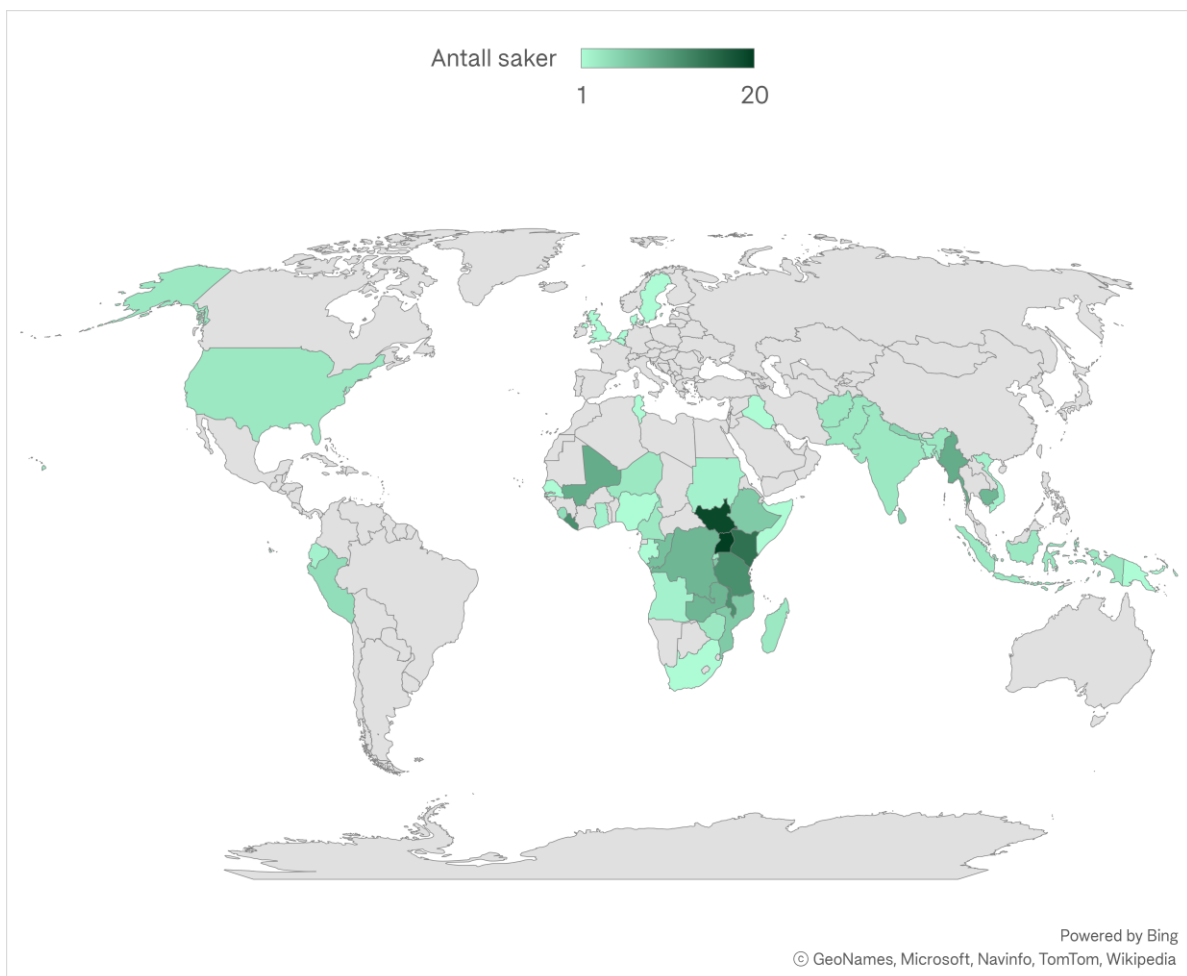 Antall saker
1 20
Powered by Bing
© GeoNames, Microsoft, Navinfo, TomTom, Wikipedia